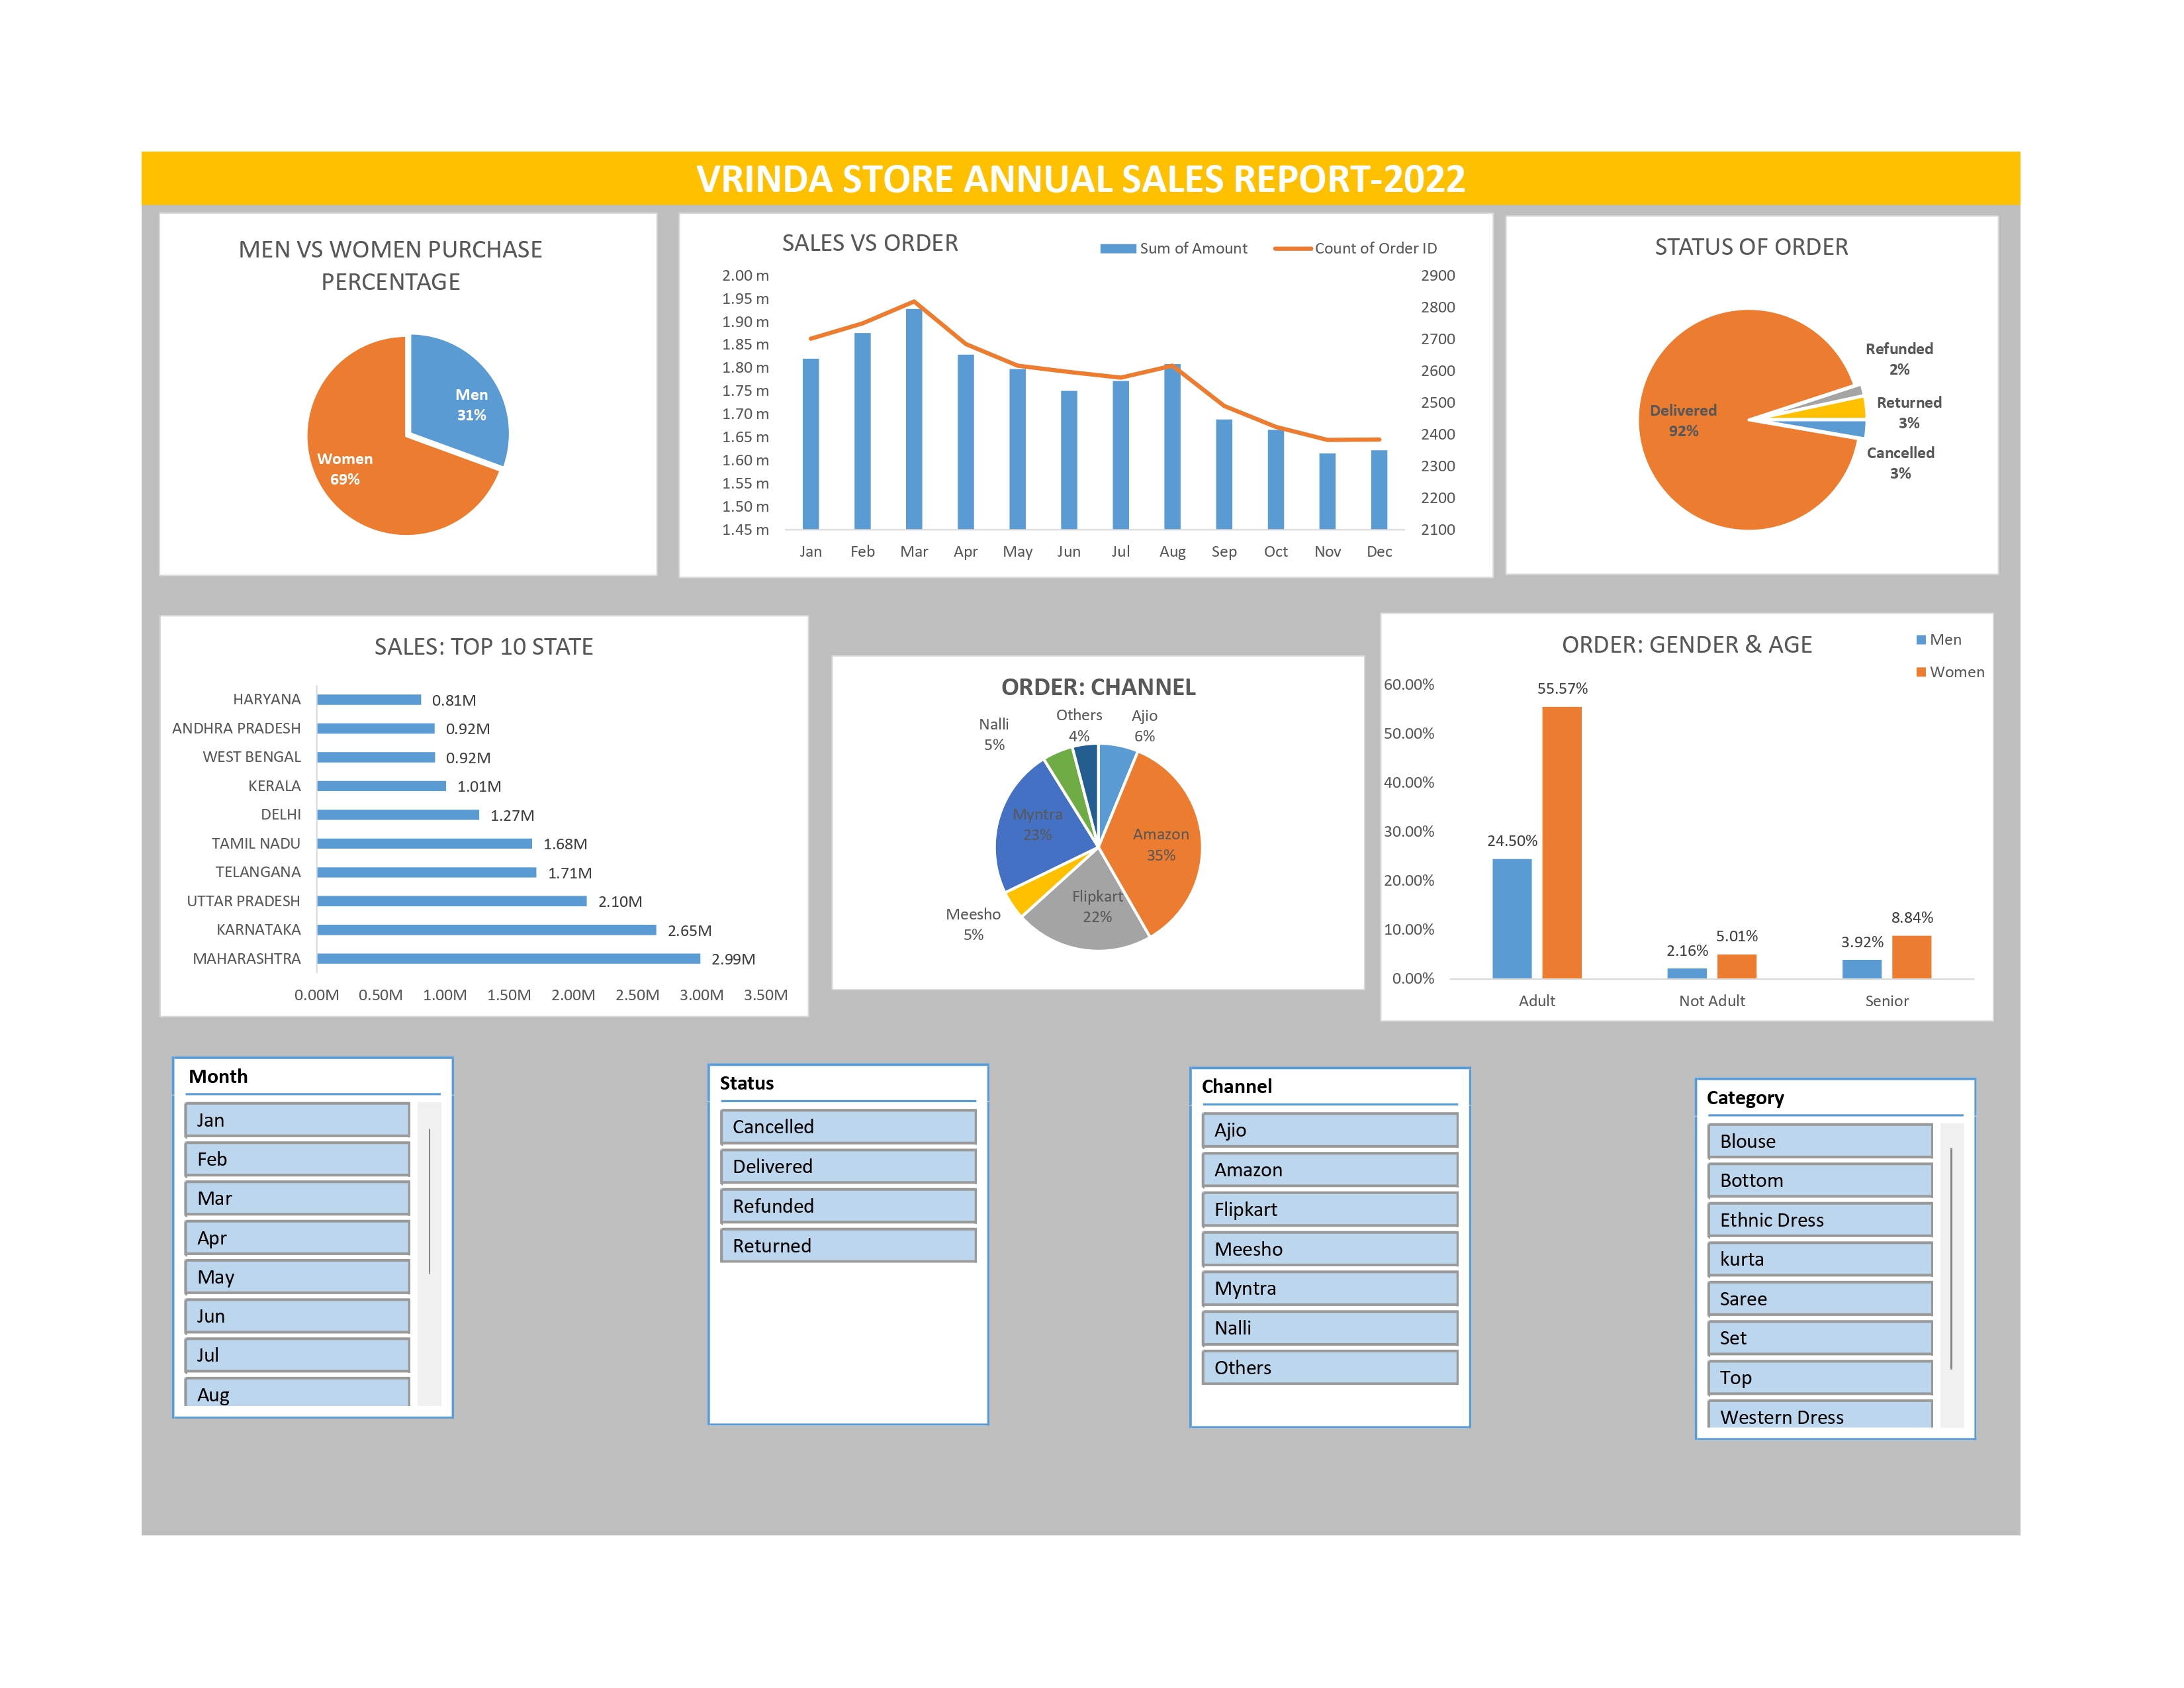 VRINDA STORE ANNUAL SALES REPORT-2022
MEN VS WOMEN PURCHASE
PERCENTAGE
Men
31%
Women
69%
SALES VS ORDER
Sum of Amount
Count of Order ID
2.00 m
1.95 m
1.90 m
1.85 m
1.80 m
1.75 m
1.70 m
1.65 m
1.60 m
1.55 m
1.50 m
1.45 m
2900
2800
2700
2600
2500
2400
2300
2200
2100
Jan Feb Mar Apr May Jun Jul Aug Sep Oct Nov Dec
STATUS OF ORDER
Refunded
2%
Returned
3%
Delivered
92%
Cancelled
3%
SALES: TOP 10 STATE
HARYANA 0.81M
ANDHRA PRADESH 0.92M
WEST BENGAL 0.92M
KERALA 1.01M
DELHI 1.27M
TAMIL NADU 1.68M
TELANGANA 1.71M
UTTAR PRADESH 2.10M
KARNATAKA 2.65M
MAHARASHTRA 2.99M
0.00M 0.50M 1.00M 1.50M 2.00M 2.50M 3.00M 3.50M
ORDER: CHANNEL
Nalli
5%
Others
4%
Ajio
6%
Myntra
23%
Amazon
35%
Flipkart
22%
Meesho
5%
ORDER: GENDER & AGE
Men
Women
60.00%
50.00%
40.00%
30.00%
20.00%
10.00%
0.00%
24.50%
55.57%
2.16%
5.01%
3.92%
8.84%
Adult Not Adult Senior
Month
Jan
Feb
Mar
Apr
May
Jun
Jul
Aug
Status
Cancelled
Delivered
Refunded
Returned
Channel
Ajio
Amazon
Flipkart
Meesho
Myntra
Nalli
Others
Category
Blouse
Bottom
Ethnic Dress
kurta
Saree
Set
Top
Western Dress